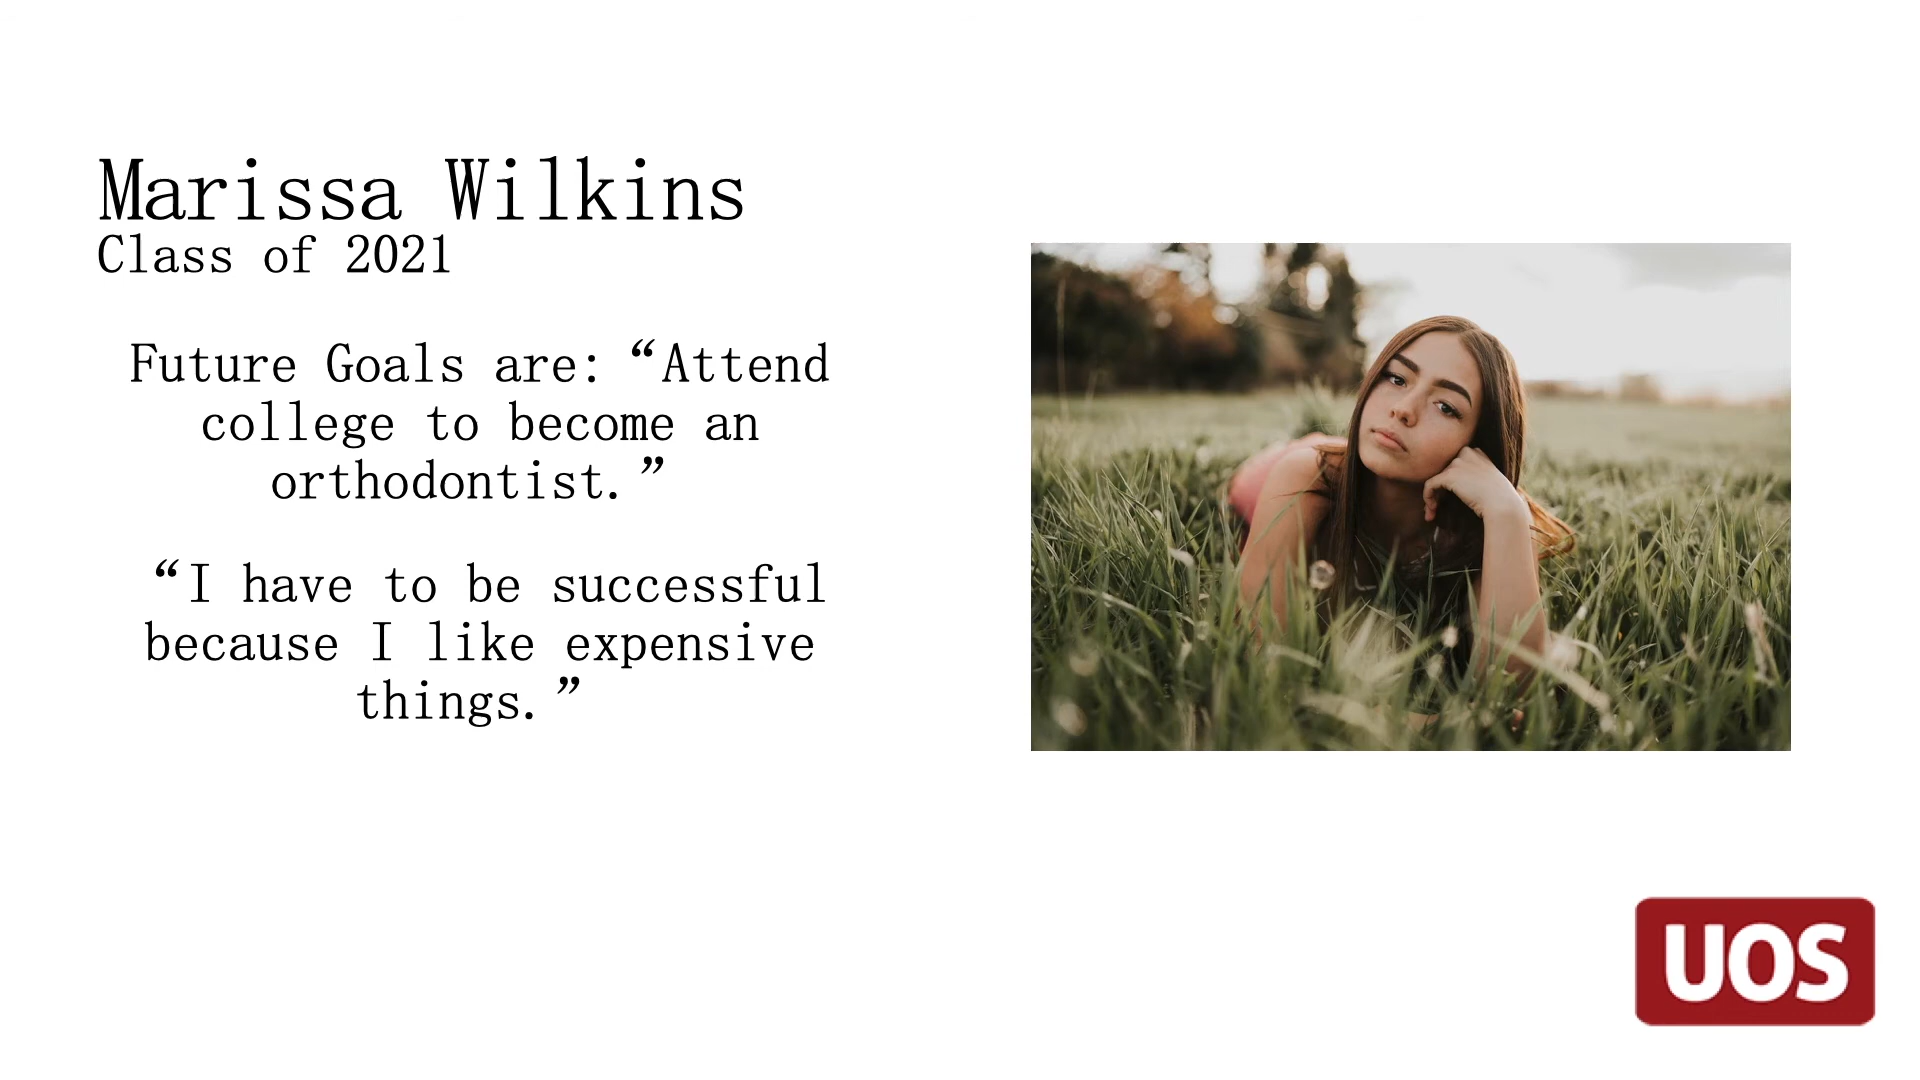 Marissa Wilkins
Class of 2021
Future Goals are: “Attend
college to become an
orthodontist.”
“I have to be successful
because I like expensive
things.”
UOS